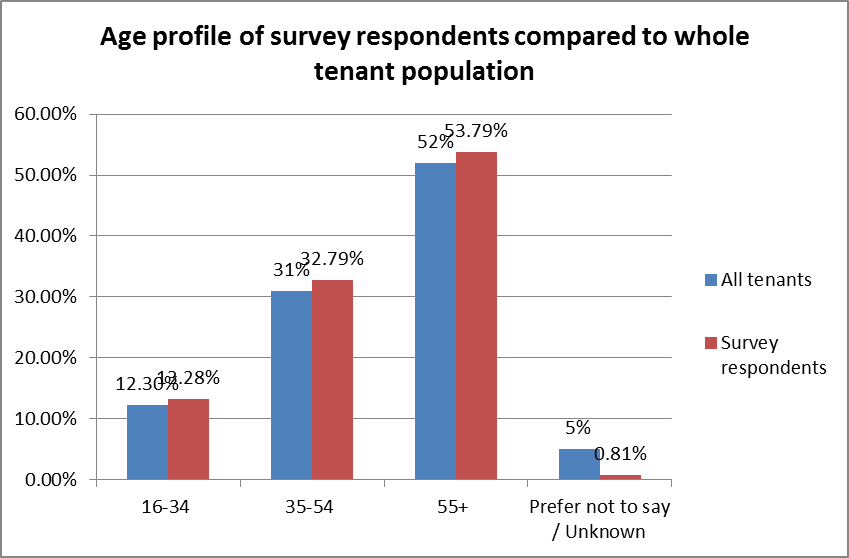 Age profile of survey respondents compared to whole
tenant population
60.00%
50.00%
40.00%
30.00%
20.00%
10.00%
0.00%
12.30%
13.28%
31%
32.79%
52%
53.79%
5%
0.81%
16-34
35-54
55+
Prefer not to say
/ Unknown
All tenants
Survey
respondents